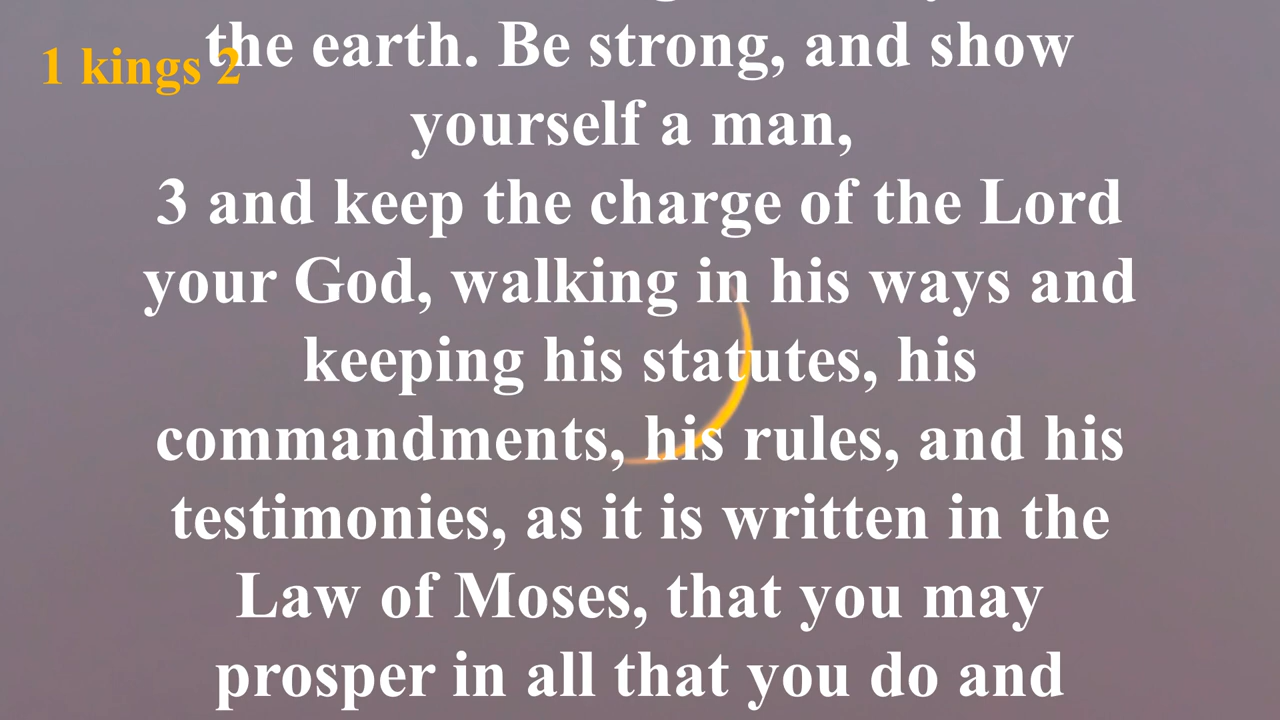 1 kings 2
the earth. Be strong, and show
yourself a man,
3 and keep the charge of the Lord
your God, walking in his ways and
keeping his statutes, his
commandments, his rules, and his
testimonies, as it is written in the
Law of Moses, that you may
prosper in all that you do and